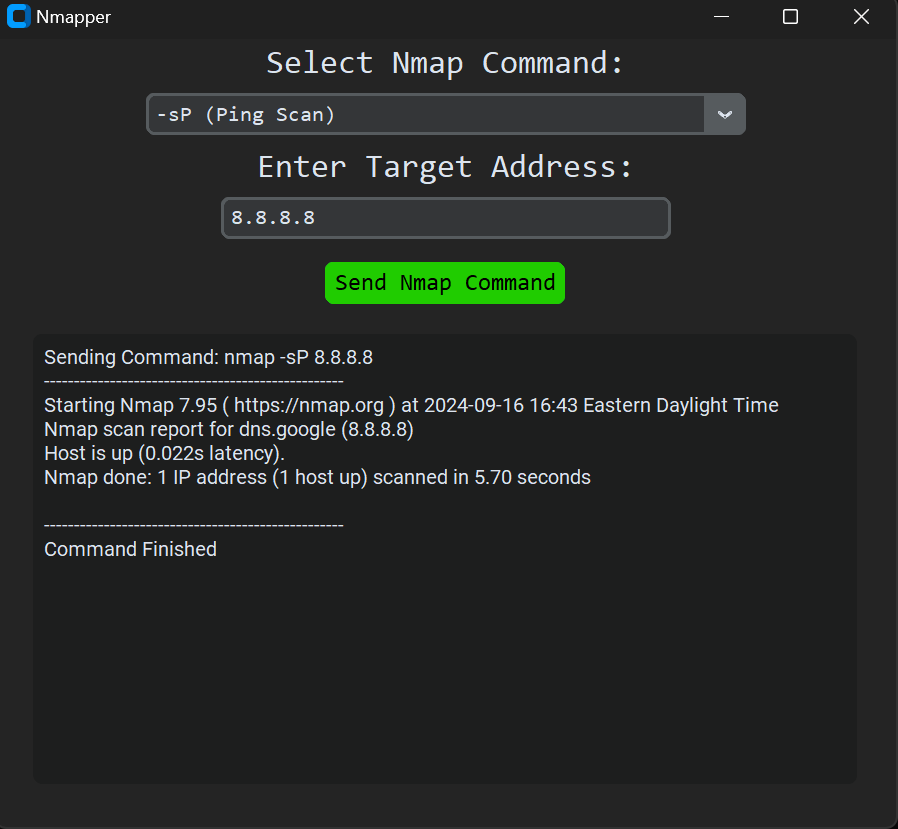 Nmapper
Select Nmap Command:
-sP (Ping Scan)
Enter Target Address:
8.8.8.8
Send Nmap Command
Sending Command: nmap -sP 8.8.8.8
--------------------------------------------------
Starting Nmap 7.95 ( https://nmap.org ) at 2024-09-16 16:43 Eastern Daylight Time
Nmap scan report for dns.google (8.8.8.8)
Host is up (0.022s latency).
Nmap done: 1 IP address (1 host up) scanned in 5.70 seconds
--------------------------------------------------
Command Finished